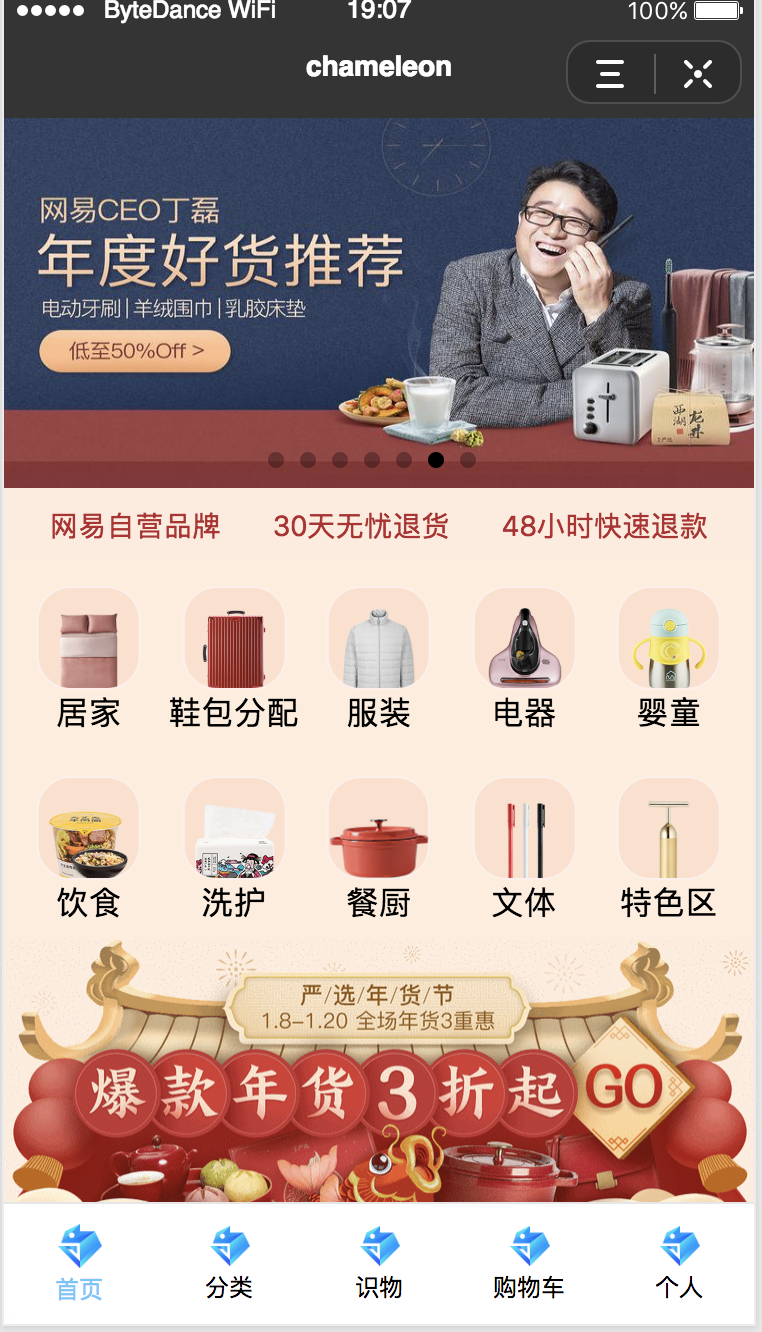 ByteDance WiFi 19:07 100%
chameleon
网易CEO丁磊
年度好货推荐
电动牙刷|羊绒围巾|乳胶床垫
低至50%Off >
西湖
龙井
网易自营品牌 30天无忧退货 48小时快速退款
居家 鞋包分配 服装 电器 婴童
饮食 洗护 餐厨 文体 特色区
严/选/年/货/节
1.8-1.20 全场年货3重惠
爆款年货3折起 GO
首页 分类 识物 购物车 个人